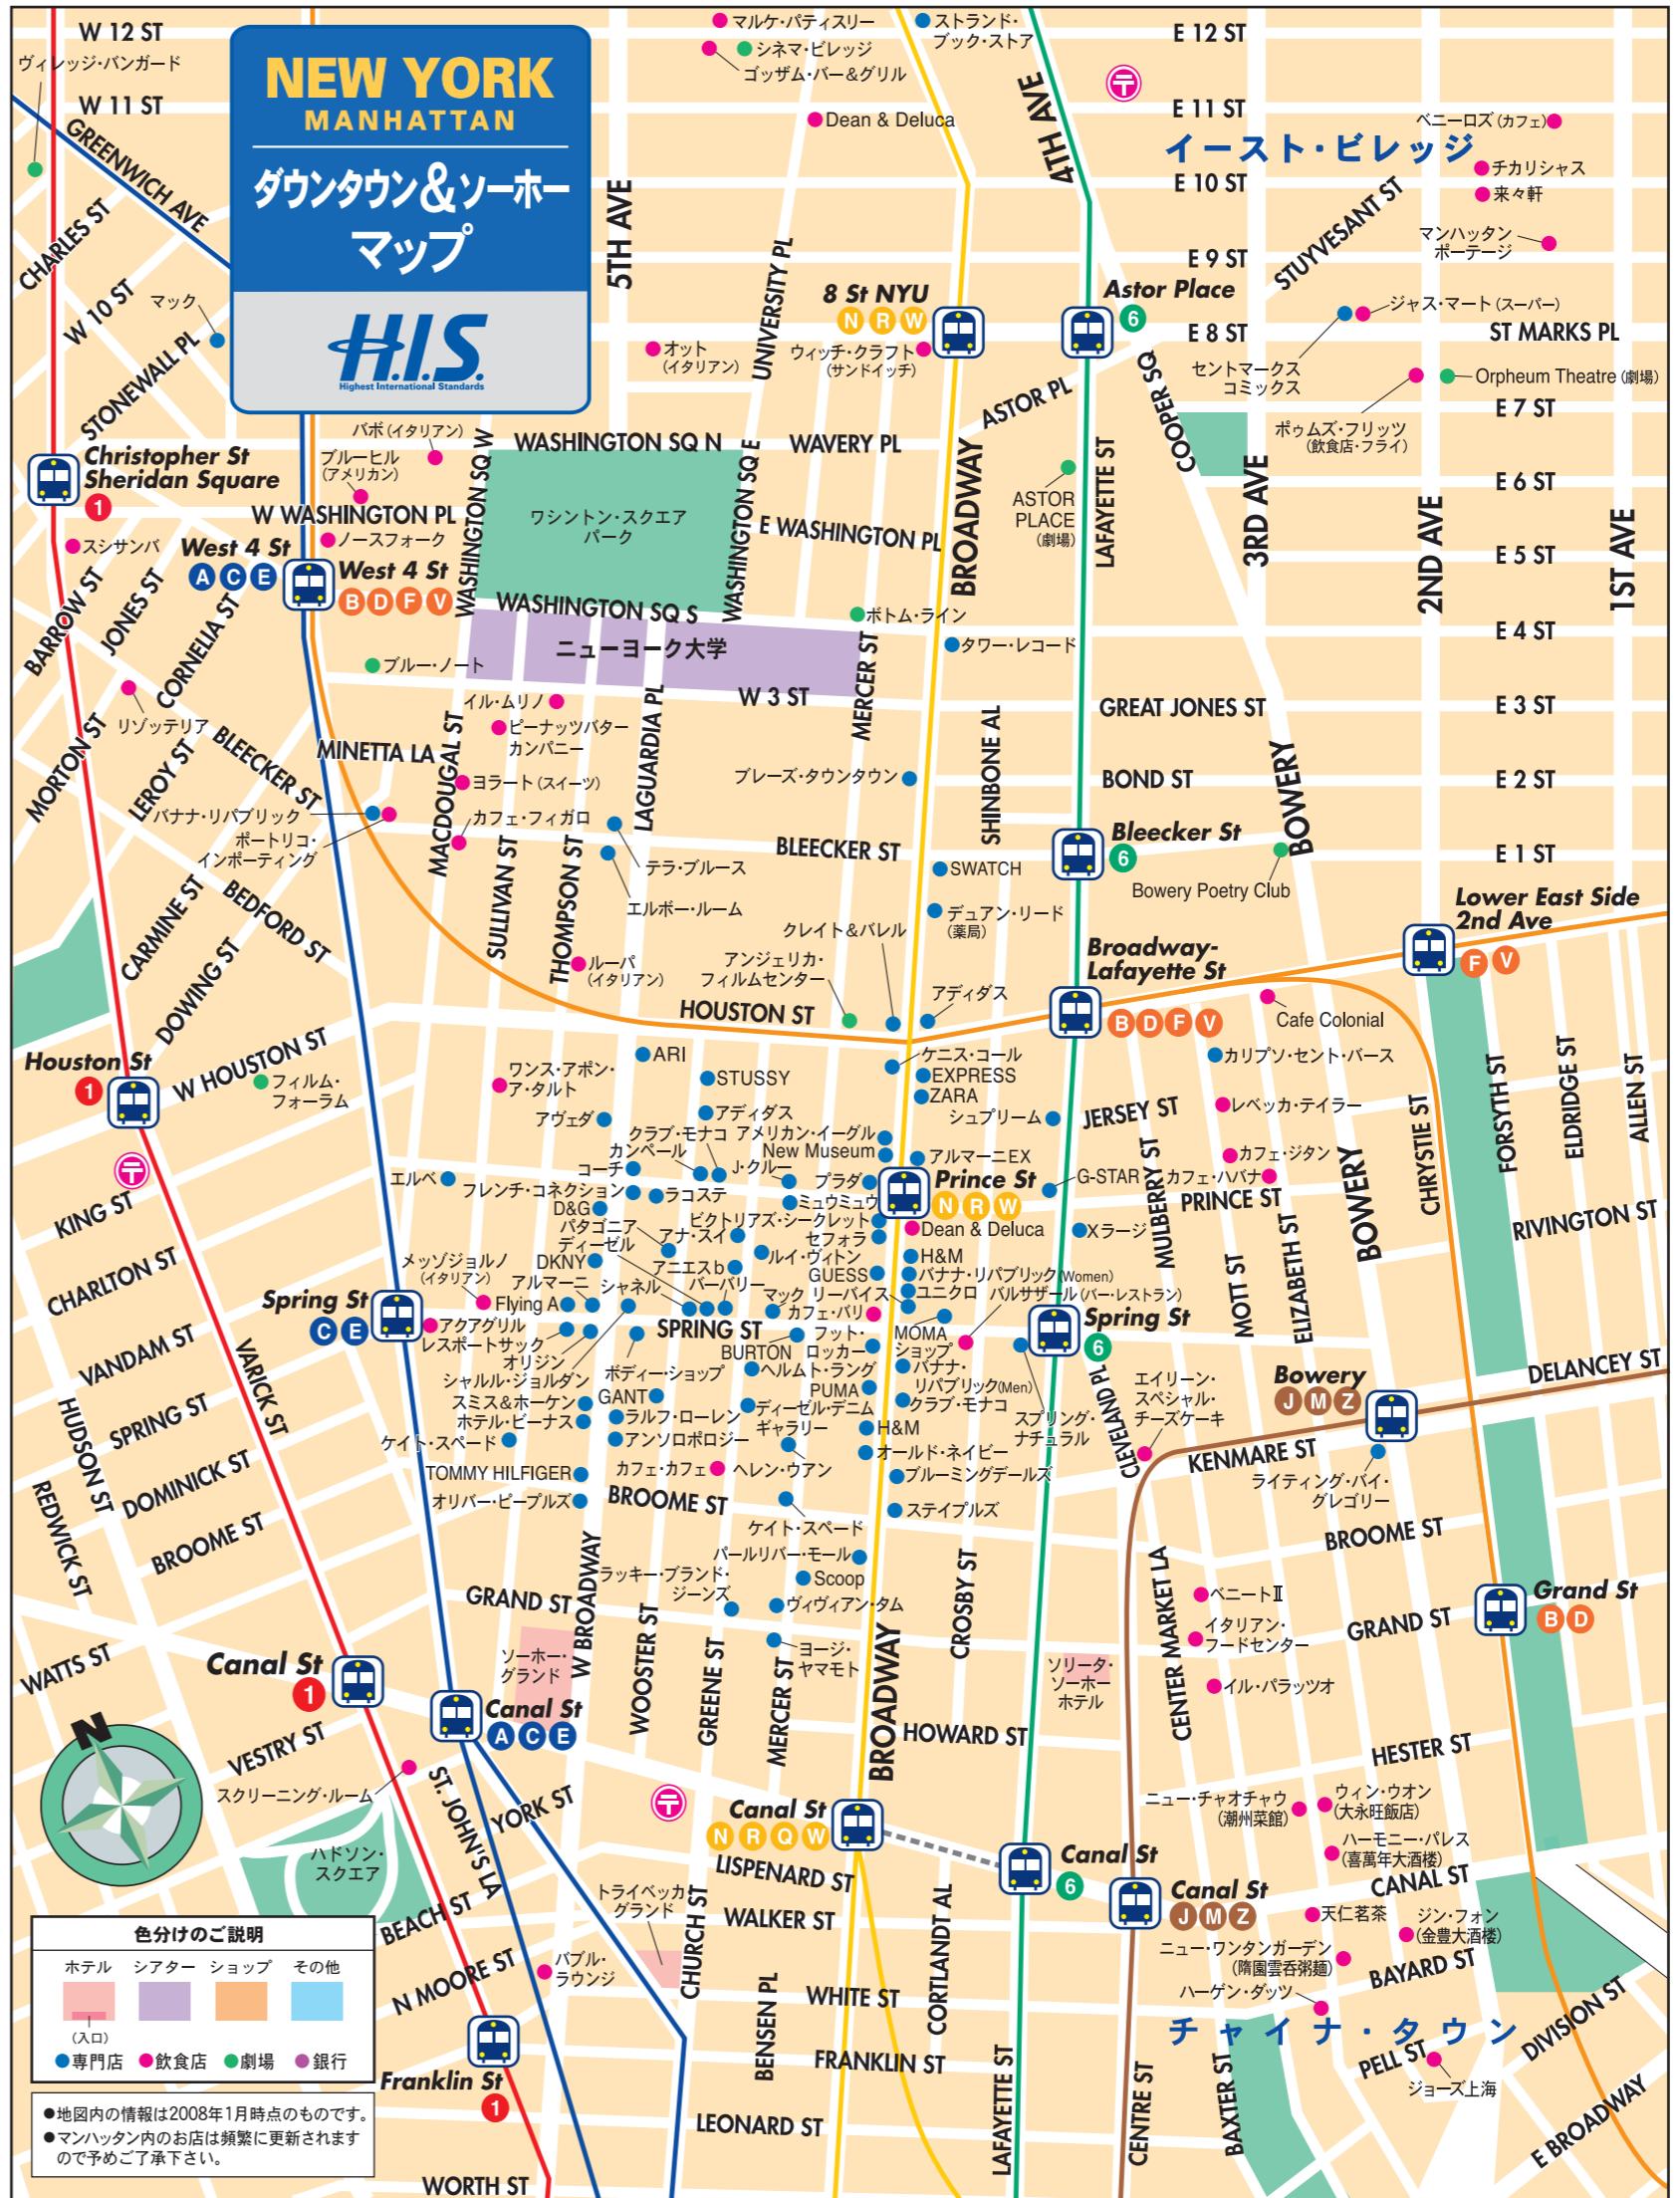 NEW YORK
MANHATTAN
ダウンタウン&ソーホー
マップ
H.I.S.
Highest International Standards
W 12 ST
ヴィレッジ・バンガード
W 11 ST
GREENWICH AVE
CHARLES ST
W 10 ST
マック
STONEWALL PL
マルケ・パティスリー
シネマ・ビレッジ
ゴッザム・バー&グリル
Dean & Deluca
ストランド・
ブック・ストア
4TH AVE
E 12 ST
E 11 ST
イースト・ビレッジ
ベニーロズ(カフェ)
チカリシャス
来々軒
E 10 ST
STUYVESANT ST
マンハッタン
ポーテージ
E 9 ST
5TH AVE
UNIVERSITY PL
8 St NYU
N R W
Astor Place
6
ジャス・マート(スーパー)
E 8 ST
ST MARKS PL
オット
(イタリアン)
ウィッチ・クラフト
(サンドイッチ)
セントマークス
コミックス
Orpheum Theatre(劇場)
ASTOR PL
COOPER SQ
E 7 ST
ポゥムズ・フリッツ
(飲食店・フライ)
バポ(イタリアン)
ブルーヒル
(アメリカン)
WASHINGTON SQ W
WASHINGTON SQ N
WASHINGTON SQ E
WAVERY PL
BROADWAY
LAFAYETTE ST
3RD AVE
2ND AVE
1ST AVE
Christopher St
Sheridan Square
1
E 6 ST
W WASHINGTON PL
ワシントン・スクエア
パーク
E WASHINGTON PL
ASTOR
PLACE
(劇場)
スシサンバ
ノースフォーク
West 4 St
A C E
West 4 St
B D F V
E 5 ST
BARROW ST
JONES ST
CORNELIA ST
WASHINGTON SQ S
ボトム・ライン
E 4 ST
ニューヨーク大学
タワー・レコード
ブルー・ノート
MERCER ST
リゾッテリア
MORTON ST
LEROY ST
BLEECKER ST
MINETTA LA
イル・ムリノ
ピーナッツバター
カンパニー
W 3 ST
LAGUARDIA PL
SHINBONE AL
GREAT JONES ST
E 3 ST
BOWERY
MACDOUGAL ST
ヨラート(スイーツ)
ブレーズ・タウンタウン
BOND ST
E 2 ST
バナナ・リパブリック
ポートリコ・
インポーティング
カフェ・フィガロ
SULLIVAN ST
THOMPSON ST
テラ・ブルース
エルボー・ルーム
BLEECKER ST
SWATCH
Bleecker St
6
Bowery Poetry Club
E 1 ST
CARMINE ST
BEDFORD ST
DOWING ST
デュアン・リード
(薬局)
クレイト&バレル
アンジェリカ・
フィルムセンター
アディダス
Broadway-
Lafayette St
B D F V
Lower East Side
2nd Ave
F V
ルーパ
(イタリアン)
HOUSTON ST
Cafe Colonial
Houston St
1
W HOUSTON ST
フィルム・
フォーラム
ワンス・アポン・
ア・タルト
ARI
STUSSY
ケニス・コール
EXPRESS
ZARA
カリプソ・セント・バース
レベッカ・テイラー
アヴェダ
アディダス
シュプリーム
JERSEY ST
CHRYSTIE ST
FORSYTH ST
ELDRIDGE ST
ALLEN ST
クラブ・モナコ
アメリカン・イーグル
New Museum
カンペール
コーチ
J・クルー
アルマーニEX
カフェ・ジタン
エルベ
フレンチ・コネクション
ラコステ
プラダ
ミュウミュウ
Prince St
N R W
G-STAR
カフェ・ハバナ
PRINCE ST
KING ST
D&G
パタゴニア
ビクトリアズ・シークレット
Dean & Deluca
Xラージ
MULBERRY ST
BOWERY
RIVINGTON ST
CHARLTON ST
ディーゼル
アナ・スイ
セフォラ
メッゾジョルノ
(イタリアン)
DKNY
アニエスb
ルイ・ヴィトン
H&M
GUESS
バナナ・リパブリック(Women)
Spring St
C E
Flying A
アルマーニ
シャネル
バーバリー
マック
リーバイス
ユニクロ
バルサザール(バー・レストラン)
カフェ・バリ
MOTT ST
ELIZABETH ST
アクアグリル
レスポートサック
SPRING ST
MOMA
ショップ
Spring St
6
VANDAM ST
VARICK ST
オリジン
BURTON
フット・
ロッカー
バナナ・
リパブリック(Men)
シャルル・ジョルダン
ボディー・ショップ
ヘルムト・ラング
PUMA
CLEVELAND PL
エイリーン・
スペシャル・
チーズケーキ
Bowery
J M Z
DELANCEY ST
HUDSON ST
SPRING ST
スミス&ホーケン
GANT
ホテル・ビーナス
ラルフ・ローレン
ディーゼル・デニム
ギャラリー
クラブ・モナコ
スプリング・
ナチュラル
ケイト・スペード
アンソロポロジー
H&M
オールド・ネイビー
KENMARE ST
ライティング・バイ・
グレゴリー
DOMINICK ST
REDWICK ST
TOMMY HILFIGER
カフェ・カフェ
ヘレン・ウアン
ブルーミングデールズ
オリバー・ピープルズ
BROOME ST
ステイプルズ
BROOME ST
ケイト・スペード
BROOME ST
パールリバー・モール
ラッキー・ブランド・
ジーンズ
Scoop
ヴィヴィアン・タム
GRAND ST
W BROADWAY
WOOSTER ST
GREENE ST
MERCER ST
BROADWAY
CROSBY ST
CENTER MARKET LA
ベニートⅡ
イタリアン・
フードセンター
GRAND ST
Grand St
B D
WATTS ST
Canal St
1
ソーホー・
グランド
ヨージ・
ヤマモト
ソリータ・
ソーホー
ホテル
イル・パラッツオ
Canal St
A C E
HOWARD ST
HESTER ST
N
VESTRY ST
スクリーニング・ルーム
ST. JOHN'S LA
YORK ST
Canal St
N R Q W
ニュー・チャオチャウ
(潮州菜館)
ウィン・ウオン
(大永旺飯店)
ハーモニー・パレス
(喜萬年大酒楼)
ハドソン・
スクエア
LISPENARD ST
Canal St
6
Canal St
J M Z
CANAL ST
BEACH ST
トライベッカ
グランド
CHURCH ST
WALKER ST
CORTLANDT AL
天仁茗茶
ジン・フォン
(金豊大酒楼)
ニュー・ワンタンガーデン
(隋園雲呑粥麺)
BAYARD ST
N MOORE ST
バブル・
ラウンジ
BENSEN PL
WHITE ST
ハーゲン・ダッツ
チャイナ・タウン
DIVISION ST
FRANKLIN ST
LAFAYETTE ST
CENTRE ST
BAXTER ST
PELL ST
ジョーズ上海
Franklin St
1
LEONARD ST
E BROADWAY
WORTH ST
色分けのご説明
ホテル シアター ショップ その他
(入口)
専門店 飲食店 劇場 銀行
●地図内の情報は2008年1月時点のものです。
●マンハッタン内のお店は頻繁に更新されます
ので予めご了承下さい。